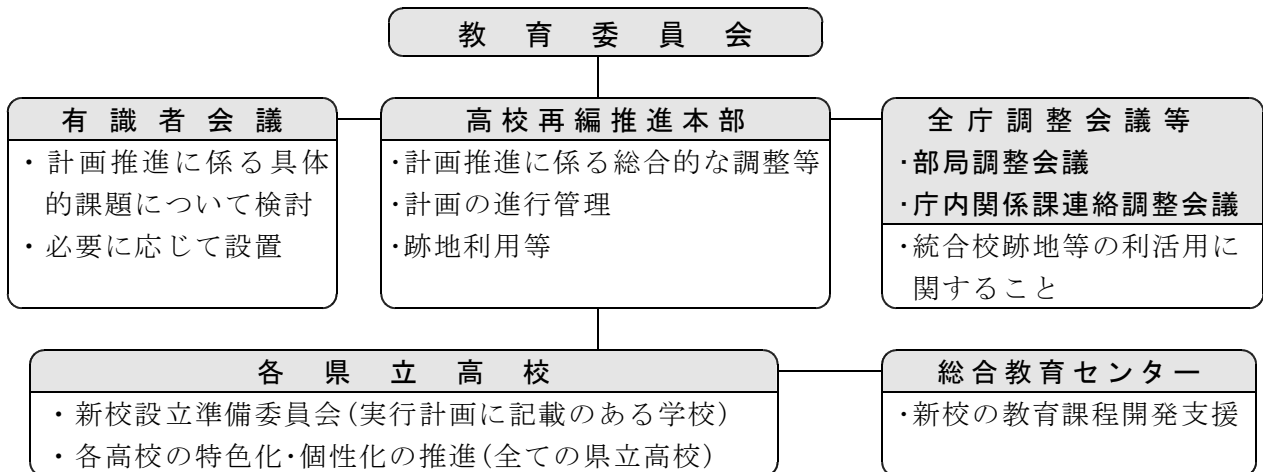 教育委員会
有識者会議
・計画推進に係る具体
的課題について検討
・必要に応じて設置
高校再編推進本部
・計画推進に係る総合的な調整等
・計画の進行管理
・跡地利用等
全庁調整会議等
・部局調整会議
・庁内関係課連絡調整会議
・統合校跡地等の利活用に
関すること
各県立高校
・新校設立準備委員会(実行計画に記載のある学校)
・各高校の特色化・個性化の推進(全ての県立高校)
総合教育センター
・新校の教育課程開発支援